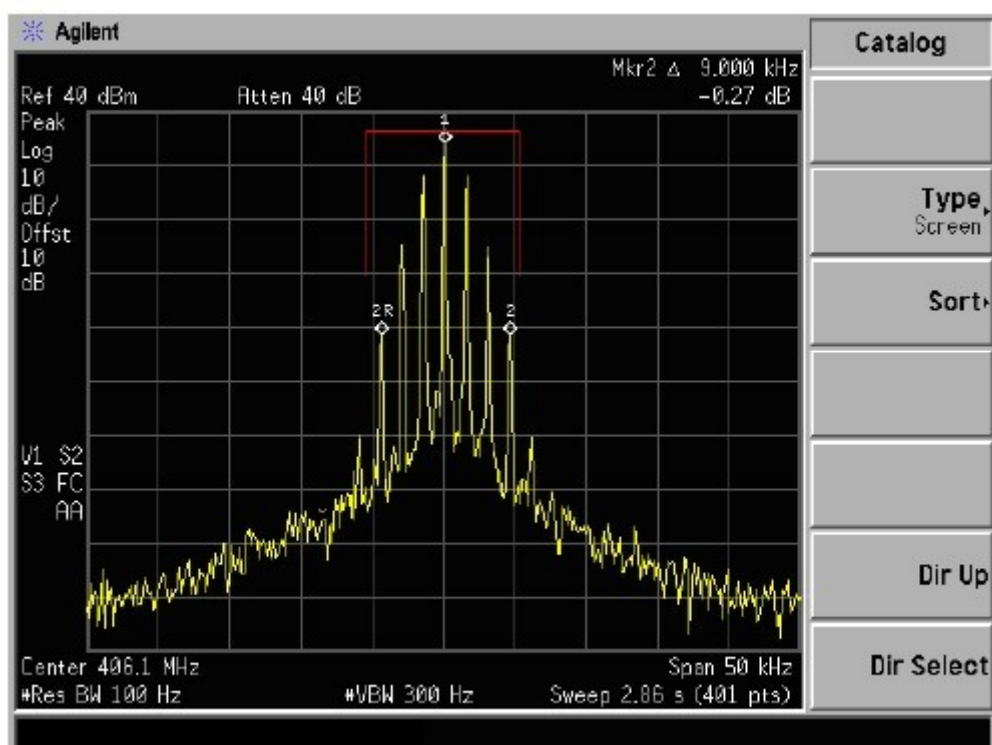 Agilent
Catalog
Mkr2 Δ 9.000 kHz
Ref 40 dBm Atten 40 dB -0.27 dB
Peak
Log
10
dB/
Offst
10
dB
1
2R
2
V1 S2
S3 FC
AA
Center 406.1 MHz Span 50 kHz
#Res BW 100 Hz #VBW 300 Hz Sweep 2.86 s (401 pts)
Type
Screen
Sort
Dir Up
Dir Select